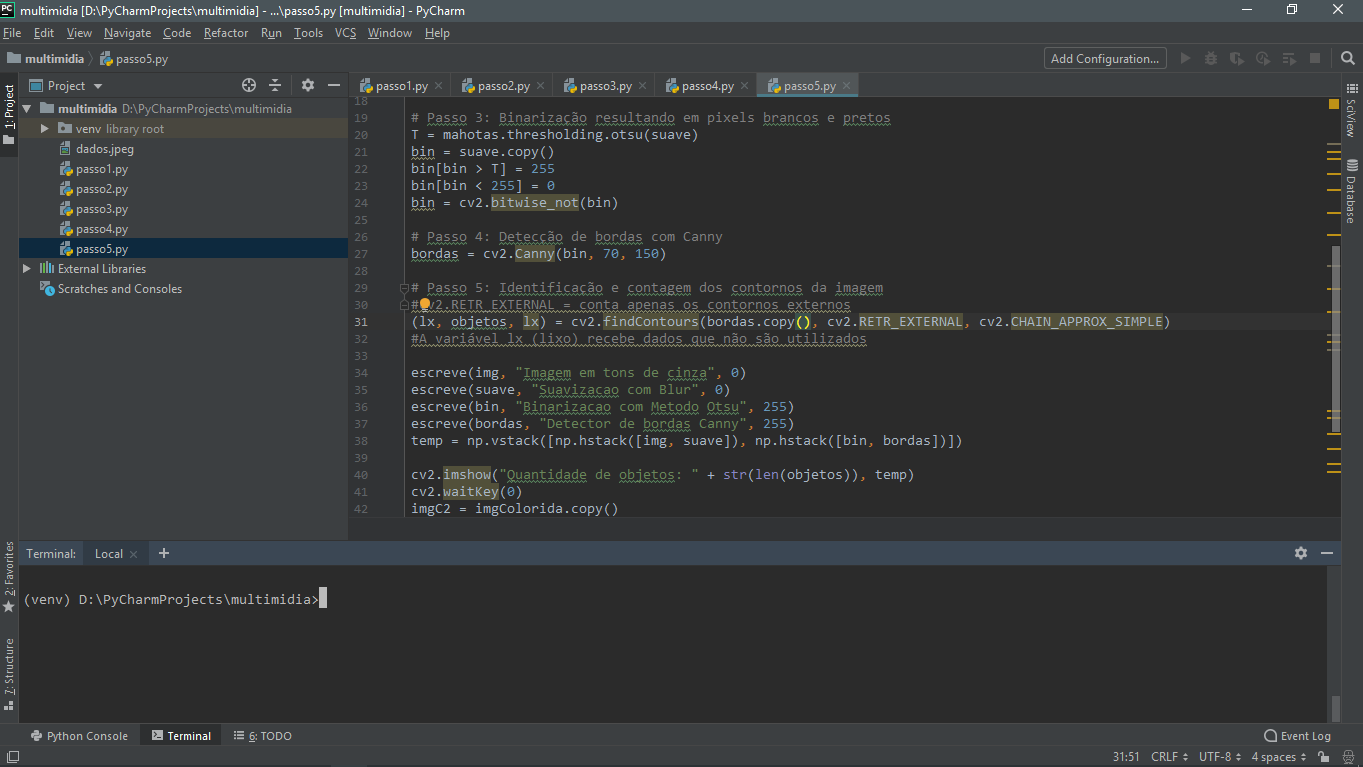 PC multimidia [D:\PyCharmProjects\multimidia] - ...\passo5.py [multimidia] - PyCharm
File Edit View Navigate Code Refactor Run Tools VCS Window Help
multimidia passo5.py Add Configuration...
1: Project
Project
multimidia D:\PyCharmProjects\multimidia
venv library root
dados.jpeg
passo1.py
passo2.py
passo3.py
passo4.py
passo5.py
External Libraries
Scratches and Consoles
passo1.py passo2.py passo3.py passo4.py passo5.py
18
19 # Passo 3: Binarização resultando em pixels brancos e pretos
20 T = mahotas.thresholding.otsu(suave)
21 bin = suave.copy()
22 bin[bin > T] = 255
23 bin[bin < 255] = 0
24 bin = cv2.bitwise_not(bin)
25
26 # Passo 4: Detecção de bordas com Canny
27 bordas = cv2.Canny(bin, 70, 150)
28
29 # Passo 5: Identificação e contagem dos contornos da imagem
30 # v2.RETR_EXTERNAL = conta apenas os contornos externos
31 (lx, objetos, lx) = cv2.findContours(bordas.copy(), cv2.RETR_EXTERNAL, cv2.CHAIN_APPROX_SIMPLE)
32 #A variável lx (lixo) recebe dados que não são utilizados
33
34 escreve(img, "Imagem em tons de cinza", 0)
35 escreve(suave, "Suavizacao com Blur", 0)
36 escreve(bin, "Binarizacao com Metodo Otsu", 255)
37 escreve(bordas, "Detector de bordas Canny", 255)
38 temp = np.vstack([np.hstack([img, suave]), np.hstack([bin, bordas])])
39
40 cv2.imshow("Quantidade de objetos: " + str(len(objetos)), temp)
41 cv2.waitKey(0)
42 imgC2 = imgColorida.copy()
SciView
Database
2: Favorites
7: Structure
Terminal: Local
(venv) D:\PyCharmProjects\multimidia>
Python Console Terminal 6: TODO Event Log
31:51 CRLF UTF-8 4 spaces